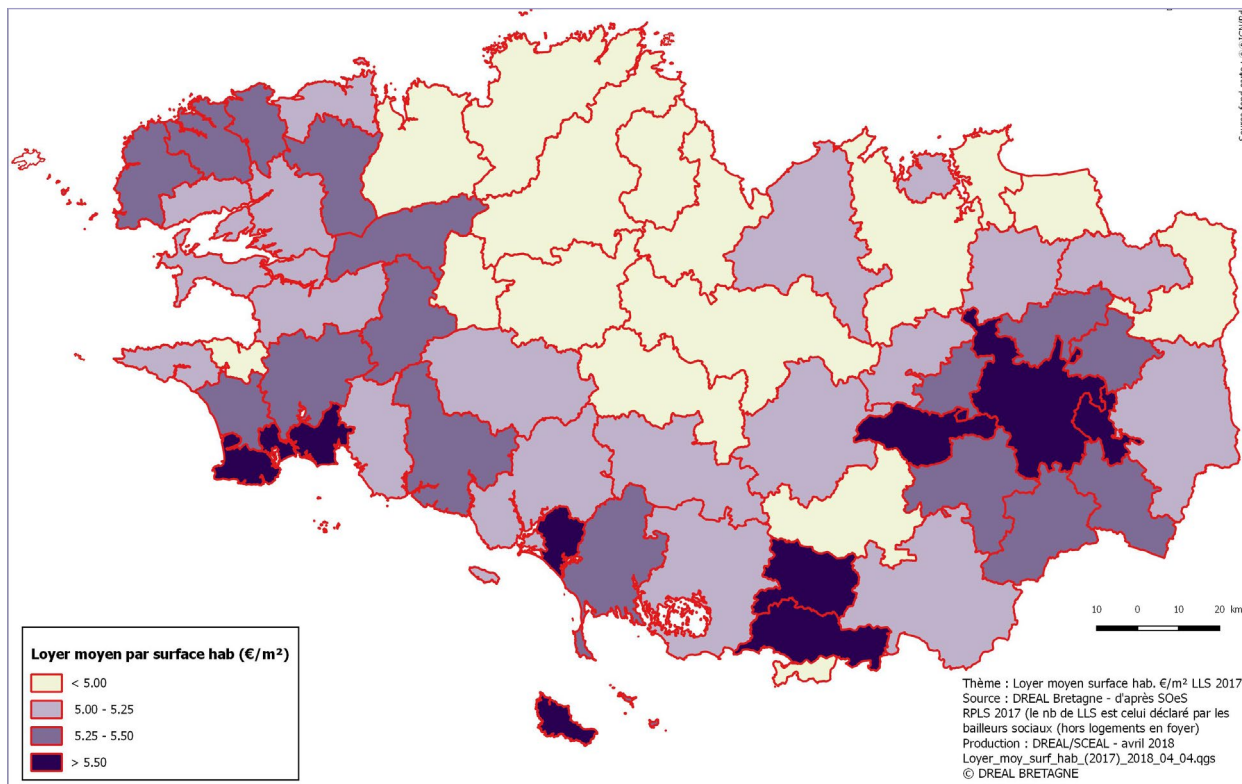 Loyer moyen par surface hab (€/m²)
< 5.00
5.00 - 5.25
5.25 - 5.50
> 5.50
10 0 10 20 km
Thème : Loyer moyen surface hab. €/m² LLS 2017
Source : DREAL Bretagne - d'après SOeS
RPLS 2017 (le nb de LLS est celui déclaré par les
bailleurs sociaux (hors logements en foyer)
Production : DREAL/SCEAL - avril 2018
Loyer_moy_surf_hab_(2017)_2018_04_04.qgs
© DREAL BRETAGNE